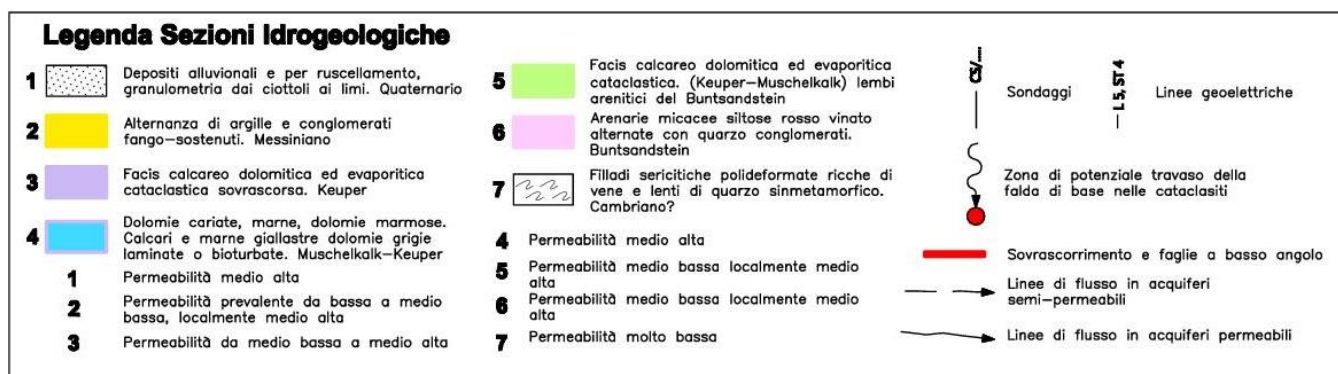 Legenda Sezioni Idrogeologiche
1
Depositi alluvionali e per ruscellamento,
granulometria dai ciottoli ai limi. Quaternario
2
Alternanza di argille e conglomerati
fango-sostenuti. Messiniano
3
Facis calcareo dolomitica ed evaporitica
cataclastica sovrascorsa. Keuper
4
Dolomie cariate, marne, dolomie marmose.
Calcari e marne giallastre dolomie grigie
laminate o bioturbate. Muschelkalk-Keuper
1 Permeabilità medio alta
2 Permeabilità prevalente da bassa a medio
bassa, localmente medio alta
3 Permeabilità da medio bassa a medio alta
5
Facis calcareo dolomitica ed evaporitica
cataclastica. (Keuper-Muschelkalk) lembi
arenitici del Buntsandstein
6
Arenarie micacee siltose rosso vinato
alternate con quarzo conglomerati.
Buntsandstein
7
Filladi sericitiche polideformate ricche di
vene e lenti di quarzo sinmetamorfico.
Cambriano?
4 Permeabilità medio alta
5 Permeabilità medio bassa localmente medio
alta
6 Permeabilità medio bassa localmente medio
alta
7 Permeabilità molto bassa
CS/....
Sondaggi
L 5, ST 4
Linee geoelettriche
Zona di potenziale travaso della
falda di base nelle cataclasiti
Sovrascorrimento e faglie a basso angolo
Linee di flusso in acquiferi
semi-permeabili
Linee di flusso in acquiferi permeabili